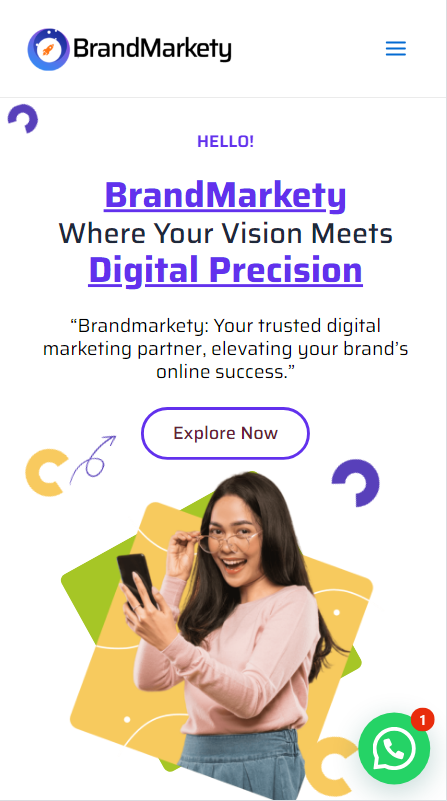 BrandMarkety
HELLO!
BrandMarkety
Where Your Vision Meets
Digital Precision
“Brandmarkety: Your trusted digital
marketing partner, elevating your brand’s
online success.”
Explore Now
1